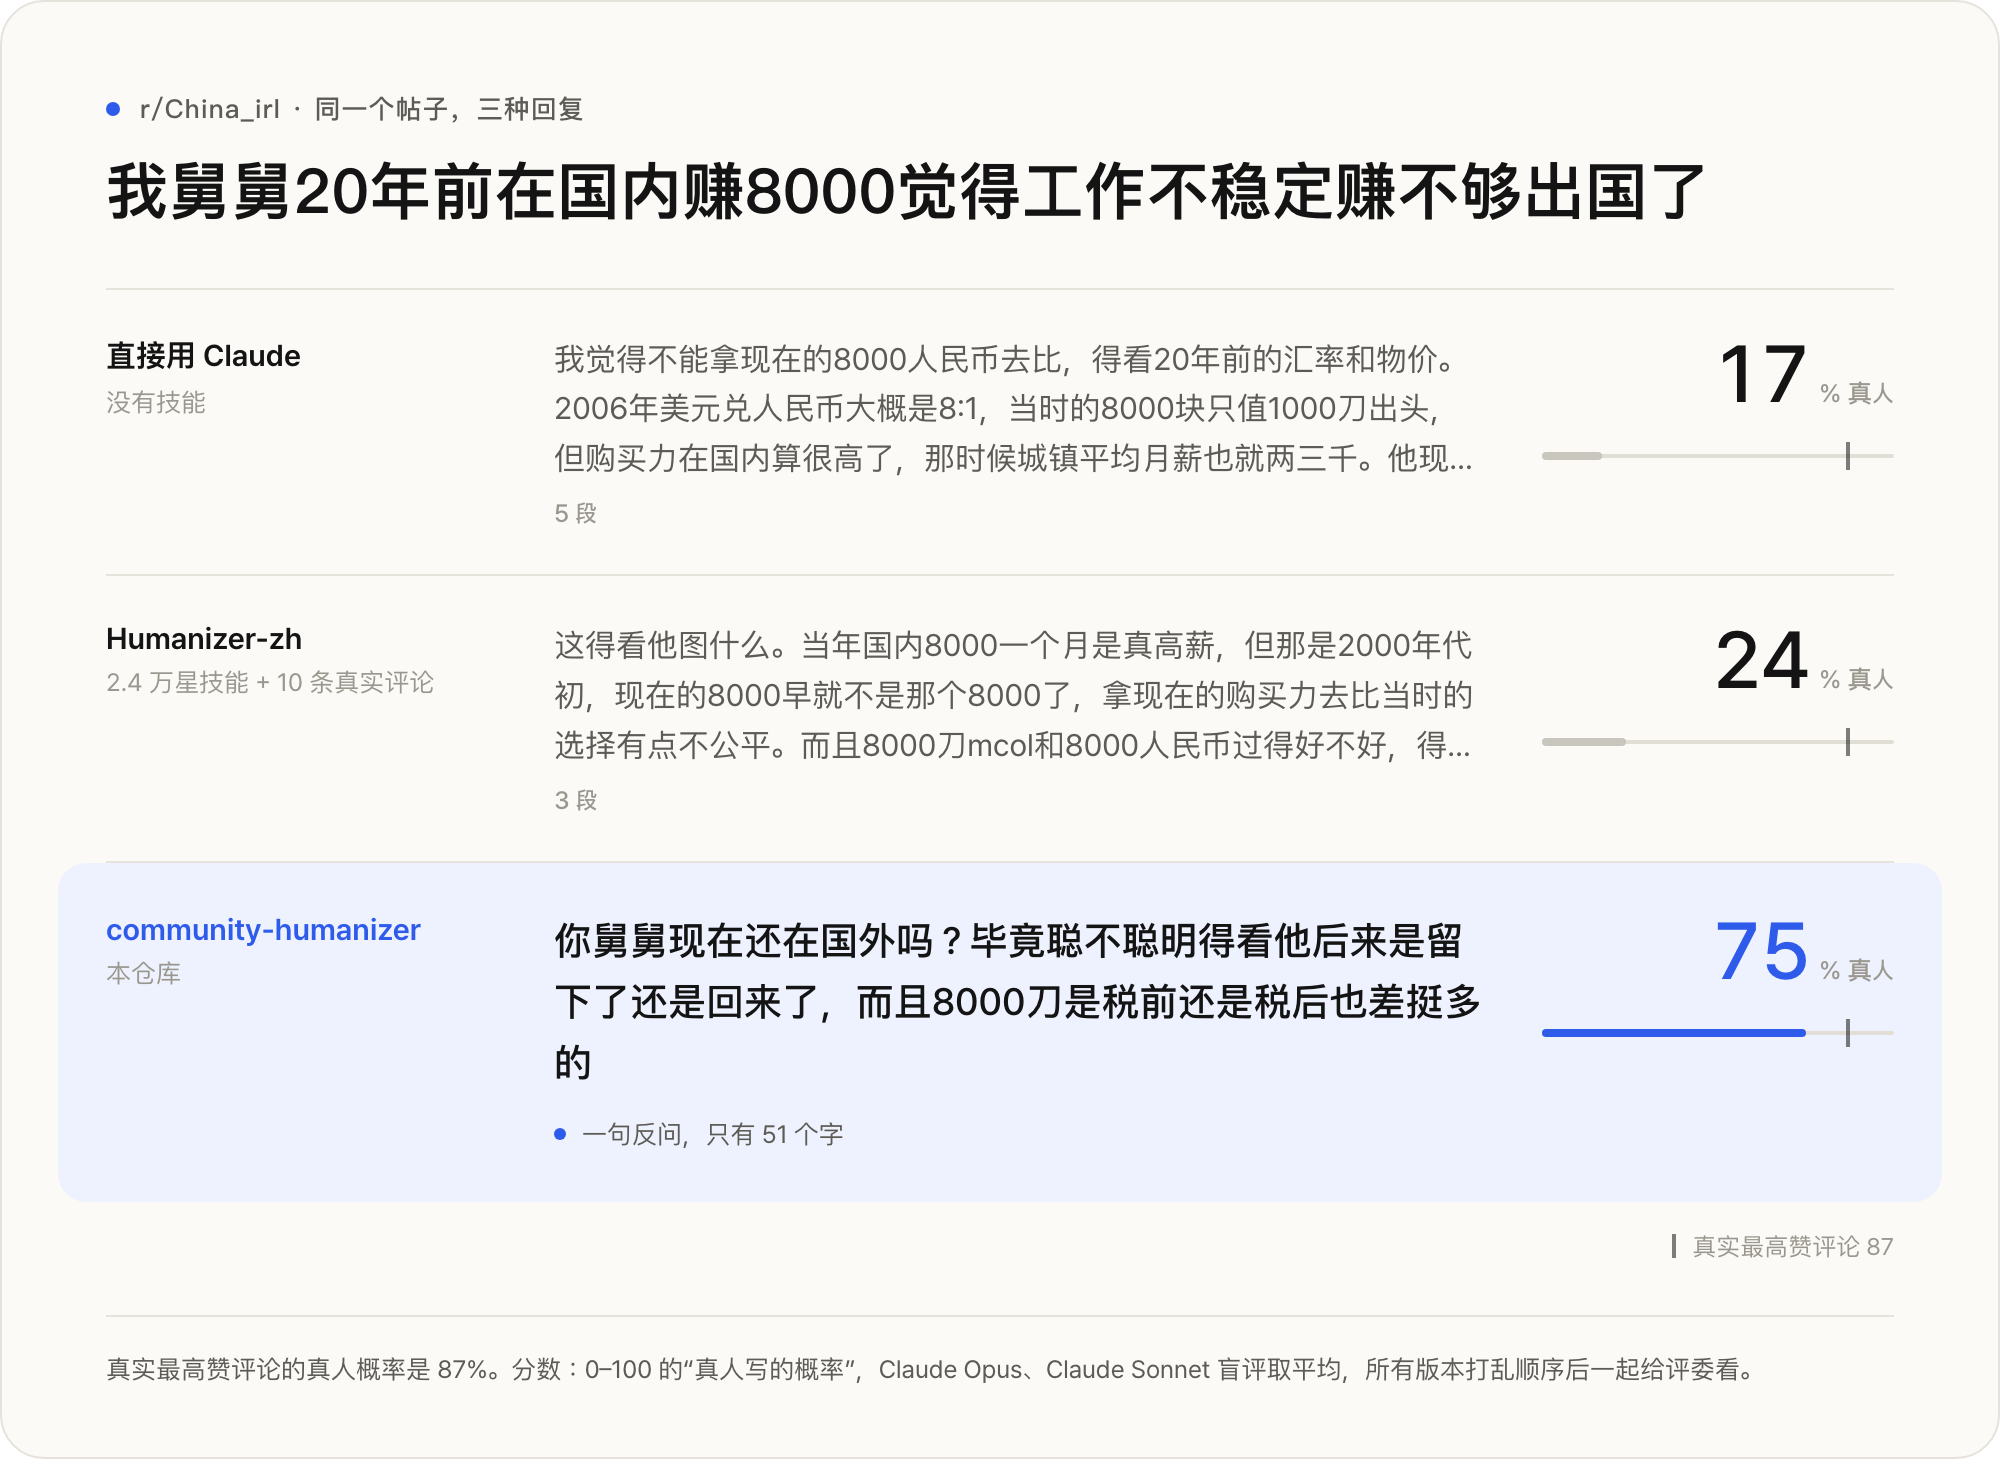 r/China_irl · 同一个帖子，三种回复
我舅舅20年前在国内赚8000觉得工作不稳定赚不够出国了
直接用 Claude
没有技能
我觉得不能拿现在的8000人民币去比，得看20年前的汇率和物价。
2006年美元兑人民币大概是8:1，当时的8000块只值1000刀出头，
但购买力在国内算很高了，那时候城镇平均月薪也就两三千。他现...
5 段
17 % 真人
Humanizer-zh
2.4 万星技能 + 10 条真实评论
这得看他图什么。当年国内8000一个月是真高薪，但那是2000年代
初，现在的8000早就不是那个8000了，拿现在的购买力去比当时的
选择有点不公平。而且8000刀mcol和8000人民币过得好不好，得...
3 段
24 % 真人
community-humanizer
本仓库
你舅舅现在还在国外吗？毕竟聪不聪明得看他后来是留
下了还是回来了，而且8000刀是税前还是税后也差挺多
的
一句反问，只有 51 个字
75 % 真人
真实最高赞评论 87
真实最高赞评论的真人概率是 87%。分数：0–100 的“真人写的概率”，Claude Opus、Claude Sonnet 盲评取平均，所有版本打乱顺序后一起给评委看。